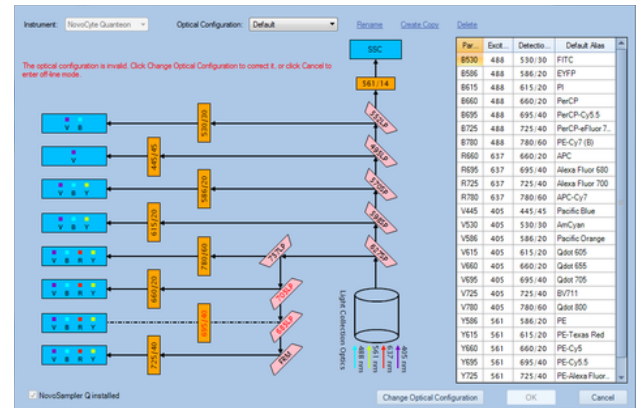 Instrument: NovoCyte Quanteon Optical Configuration: Default Rename Create Copy Delete
The optical configuration is invalid. Click Change Optical Configuration to correct it, or click Cancel to
enter off-line mode.
SSC
561/14
552LP
530/30
V B
495LP
445/45
V
570LP
586/20
V B Y
598LP
615/20
V B Y
627LP
757LP
780/60
V B R Y
705LP
660/20
V B R Y
685LP
695/40
V B R Y
FRM
725/40
V B R Y
Light Collection Optics
488 nm
561 nm
637 nm
405 nm
Par... Excit... Detectio... Default Alias
B530 488 530/30 FITC
B586 488 586/20 EYFP
B615 488 615/20 PI
B660 488 660/20 PerCP
B695 488 695/40 PerCP-Cy5.5
B725 488 725/40 PerCP-eFluor 7...
B780 488 780/60 PE-Cy7 (B)
R660 637 660/20 APC
R695 637 695/40 Alexa Fluor 680
R725 637 725/40 Alexa Fluor 700
R780 637 780/60 APC-Cy7
V445 405 445/45 Pacific Blue
V530 405 530/30 AmCyan
V586 405 586/20 Pacific Orange
V615 405 615/20 Qdot 605
V660 405 660/20 Qdot 655
V695 405 695/40 Qdot 705
V725 405 725/40 BV711
V780 405 780/60 Qdot 800
Y586 561 586/20 PE
Y615 561 615/20 PE-Texas Red
Y660 561 660/20 PE-Cy5
Y695 561 695/40 PE-Cy5.5
Y725 561 725/40 PE-Alexa Fluor...
NovoSampler Q installed
Change Optical Configuration OK Cancel